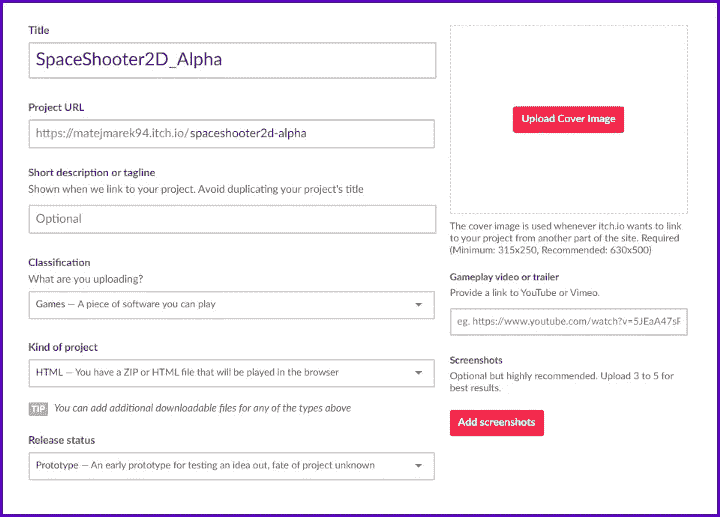 Title
SpaceShooter2D_Alpha
Project URL
https://matejmarek94.itch.io/spaceshooter2d-alpha
Short description or tagline
Shown when we link to your project. Avoid duplicating your project's title
Optional
Classification
What are you uploading?
Games — A piece of software you can play
Kind of project
HTML — You have a ZIP or HTML file that will be played in the browser
TIP You can add additional downloadable files for any of the types above
Release status
Prototype — An early prototype for testing an idea out, fate of project unknown
Upload Cover Image
The cover image is used whenever itch.io wants to link
to your project from another part of the site. Required
(Minimum: 315x250, Recommended: 630x500)
Gameplay video or trailer
Provide a link to YouTube or Vimeo.
eg. https://www.youtube.com/watch?v=5JEaA47sP
Screenshots
Optional but highly recommended. Upload 3 to 5 for
best results.
Add screenshots